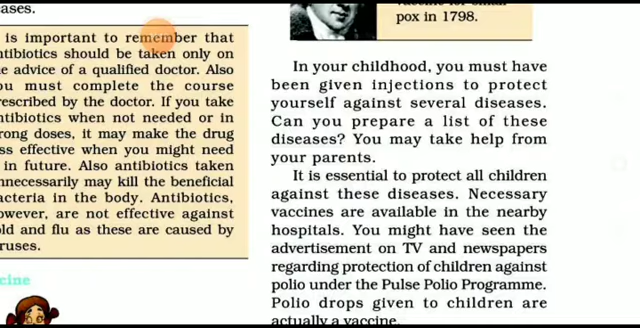 ases.
is important to remember that
ntibiotics should be taken only on
e advice of a qualified doctor. Also
ou must complete the course
rescribed by the doctor. If you take
ntibiotics when not needed or in
rong doses, it may make the drug
ss effective when you might need
in future. Also antibiotics taken
nnecessarily may kill the beneficial
acteria in the body. Antibiotics,
owever, are not effective against
ld and flu as these are caused by
ruses.
cine
vaccine for small
pox in 1798.
In your childhood, you must have
been given injections to protect
yourself against several diseases.
Can you prepare a list of these
diseases? You may take help from
your parents.
It is essential to protect all children
against these diseases. Necessary
vaccines are available in the nearby
hospitals. You might have seen the
advertisement on TV and newspapers
regarding protection of children against
polio under the Pulse Polio Programme.
Polio drops given to children are
actually a vaccine.